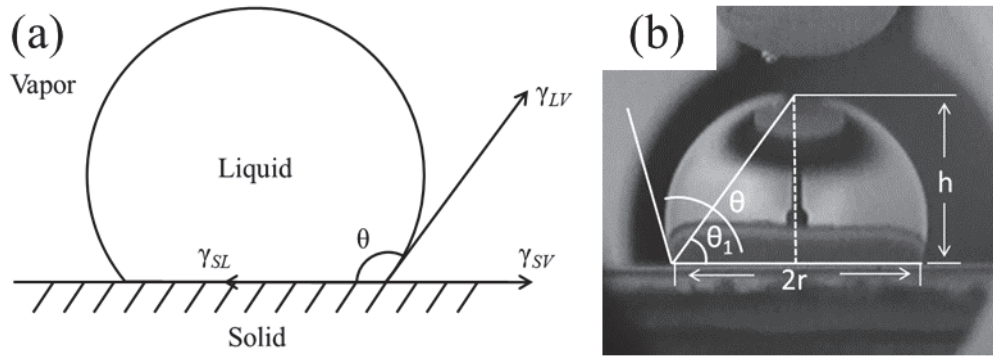 (a)
Vapor
Liquid
γLV
θ
γSL
γSV
Solid
(b)
h
θ
θ1
2r